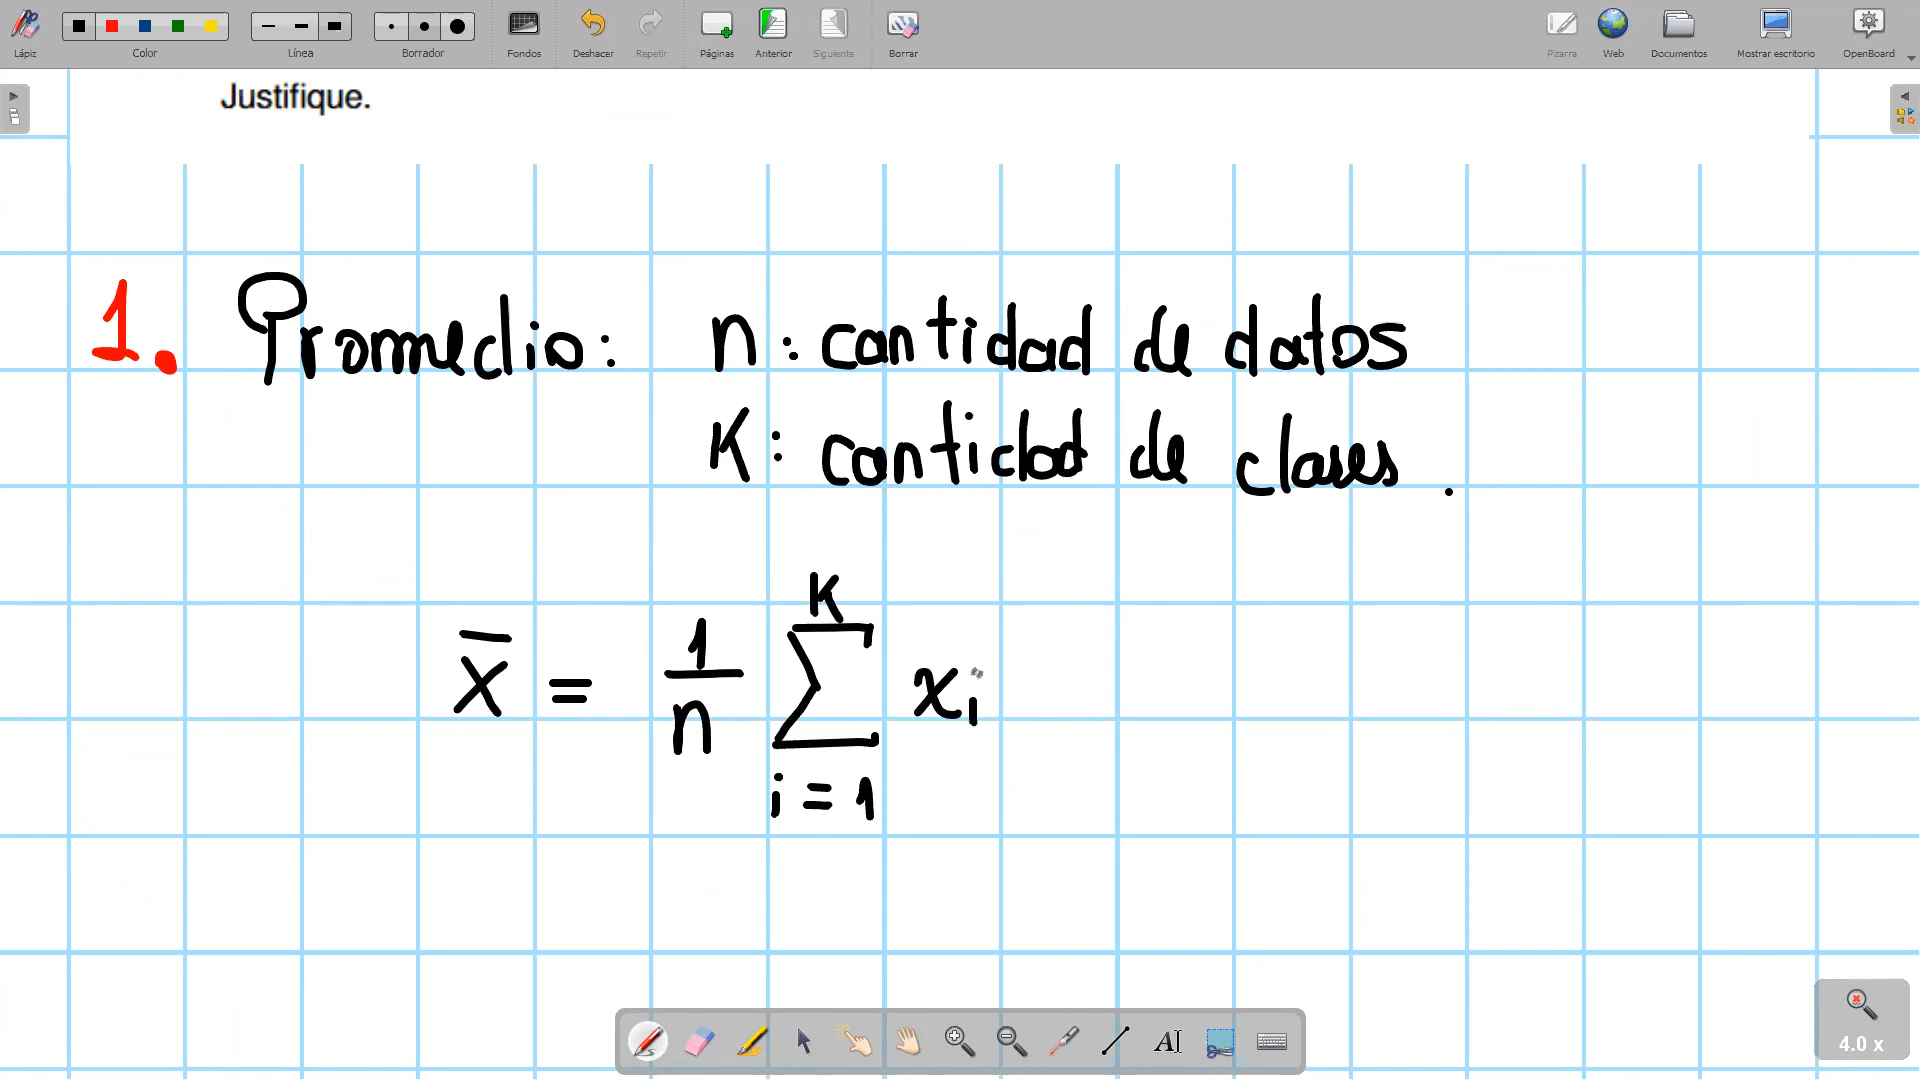 Lápiz Color Línea Borrador Fondos Deshacer Repetir Páginas Anterior Siguiente Borrar Pizarra Web Documentos Mostrar escritorio OpenBoard
Justifique.
1. Promedio: n: cantidad de datos
K: cantidad de clases.
K
x̄ = 1/n ∑ xi
i = 1
4.0 x